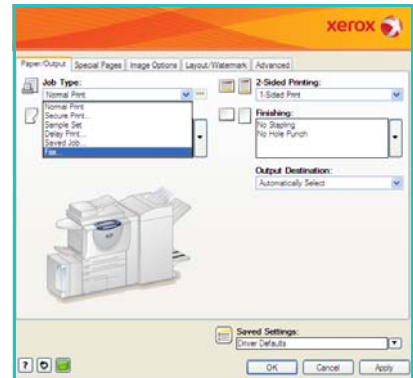 xerox
Paper/Output Special Pages Image Options Layout/Watermark Advanced
Job Type:
Normal Print
Normal Print
Secure Print...
Sample Set
Delay Print...
Saved Job...
Fax...
2-Sided Printing:
1-Sided Print
Finishing:
No Stapling
No Hole Punch
Output Destination:
Automatically Select
Saved Settings:
Driver Defaults
?
OK Cancel Apply